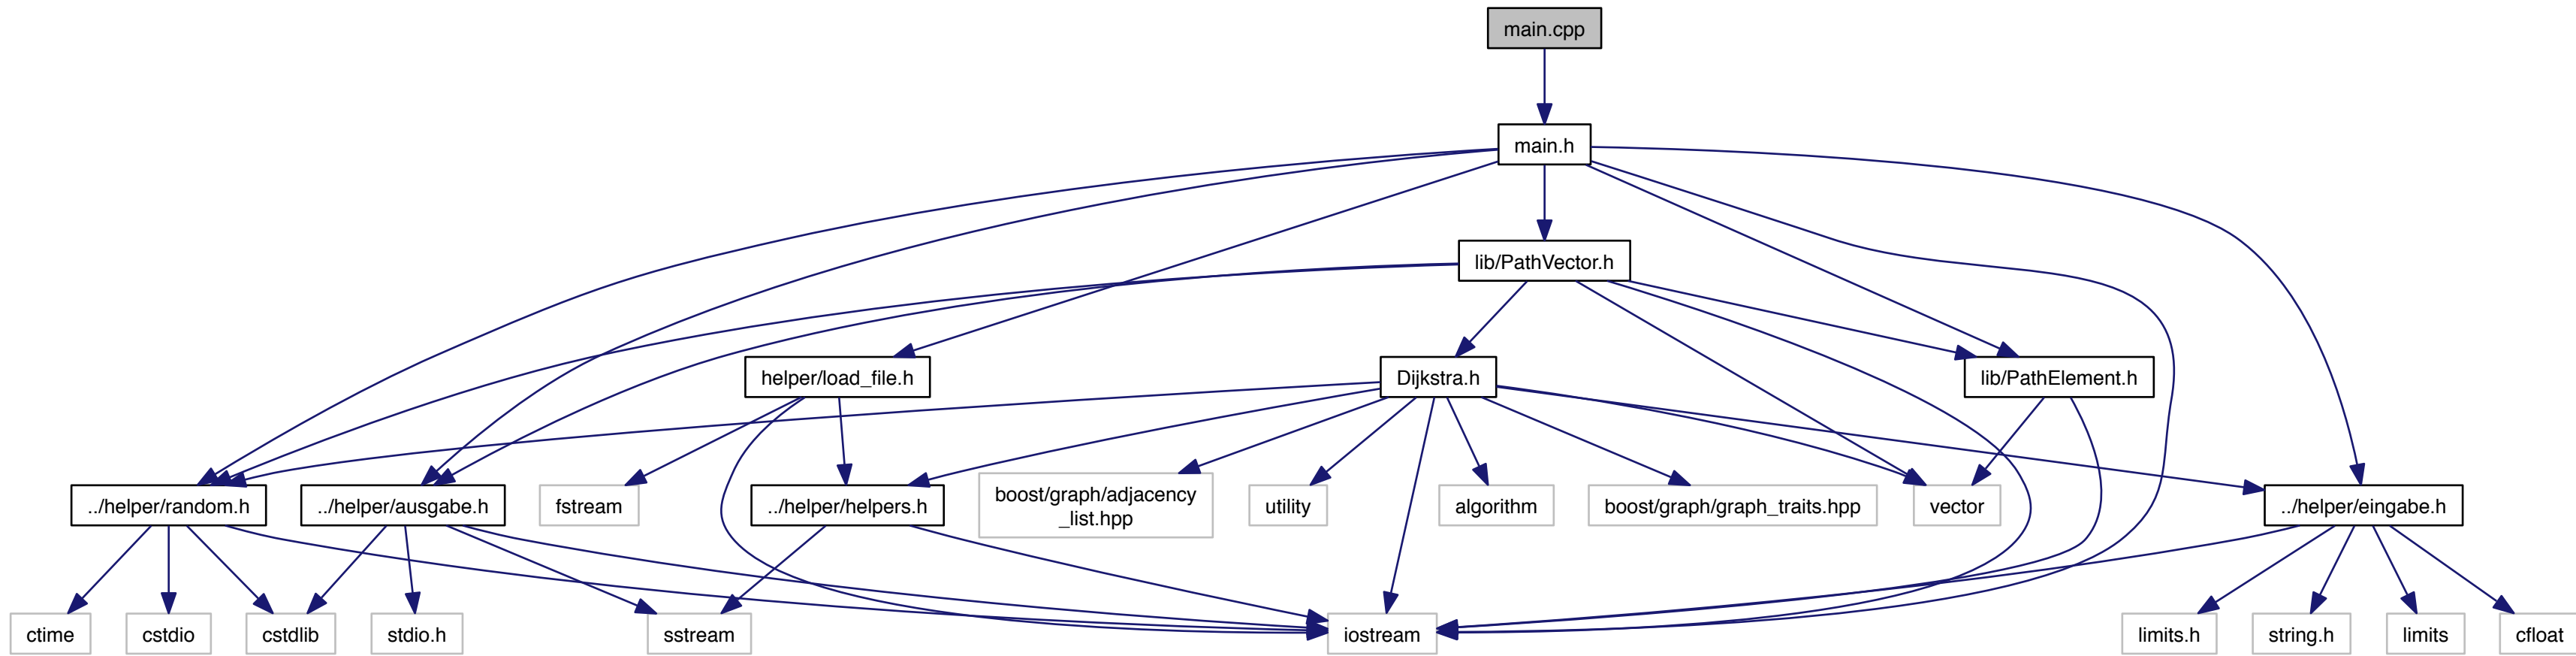 main.cpp
main.h
lib/PathVector.h
helper/load_file.h
Dijkstra.h
lib/PathElement.h
../helper/random.h
../helper/ausgabe.h
fstream
../helper/helpers.h
boost/graph/adjacency
_list.hpp
utility
algorithm
boost/graph/graph_traits.hpp
vector
../helper/eingabe.h
ctime
cstdio
cstdlib
stdio.h
sstream
iostream
limits.h
string.h
limits
cfloat